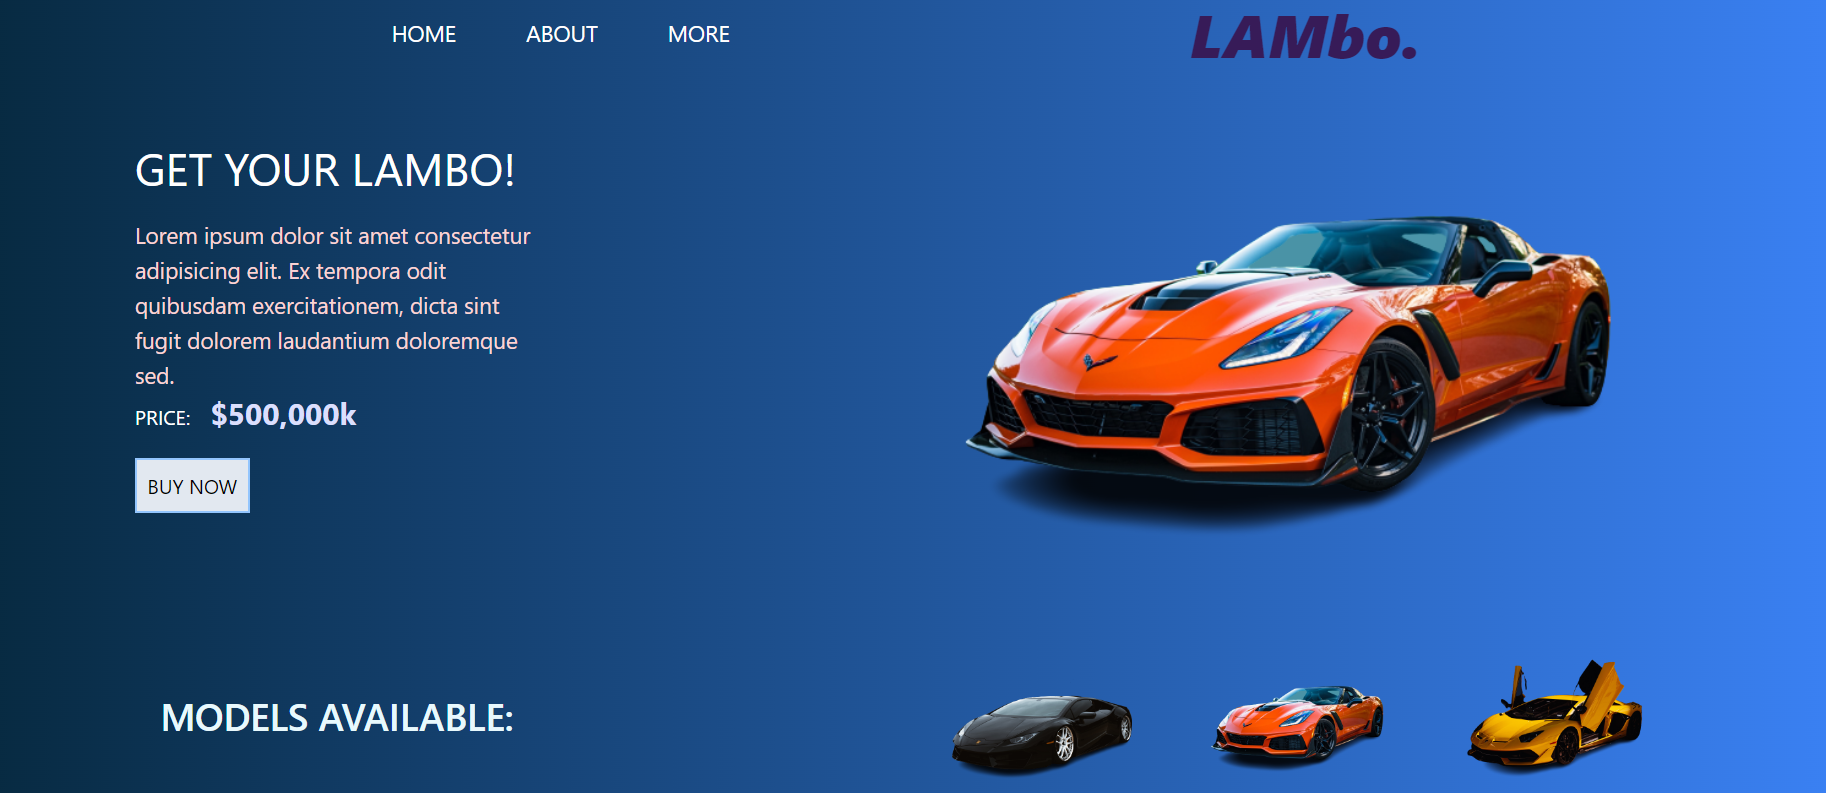 HOME ABOUT MORE LAMbo.
GET YOUR LAMBO!
Lorem ipsum dolor sit amet consectetur
adipisicing elit. Ex tempora odit
quibusdam exercitationem, dicta sint
fugit dolorem laudantium doloremque
sed.
PRICE: $500,000k
BUY NOW
MODELS AVAILABLE: